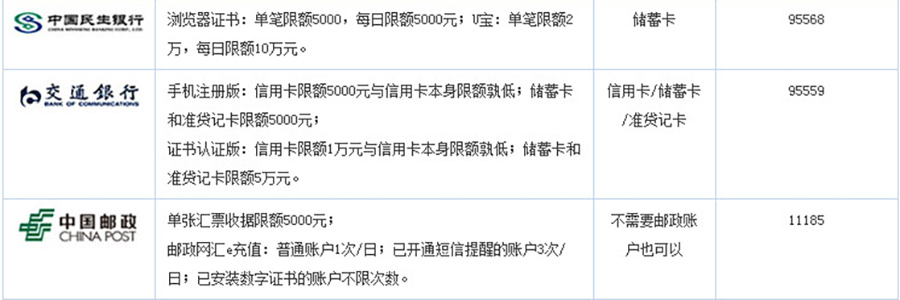 中国民生银行
CHINA MINSHENG BANKING CORP., LTD.
浏览器证书：单笔限额5000，每日限额5000元；U宝：单笔限额2
万，每日限额10万元。
储蓄卡
95568
交通银行
BANK OF COMMUNICATIONS
手机注册版：信用卡限额5000元与信用卡本身限额孰低；储蓄卡
和准贷记卡限额5000元；
证书认证版：信用卡限额1万元与信用卡本身限额孰低；储蓄卡和
准贷记卡限额5万元。
信用卡/储蓄卡
/准贷记卡
95559
中国邮政
CHINA POST
单张汇票收据限额5000元；
邮政网汇e充值：普通账户1次/日；已开通短信提醒的账户3次/
日；已安装数字证书的账户不限次数。
不需要邮政账
户也可以
11185